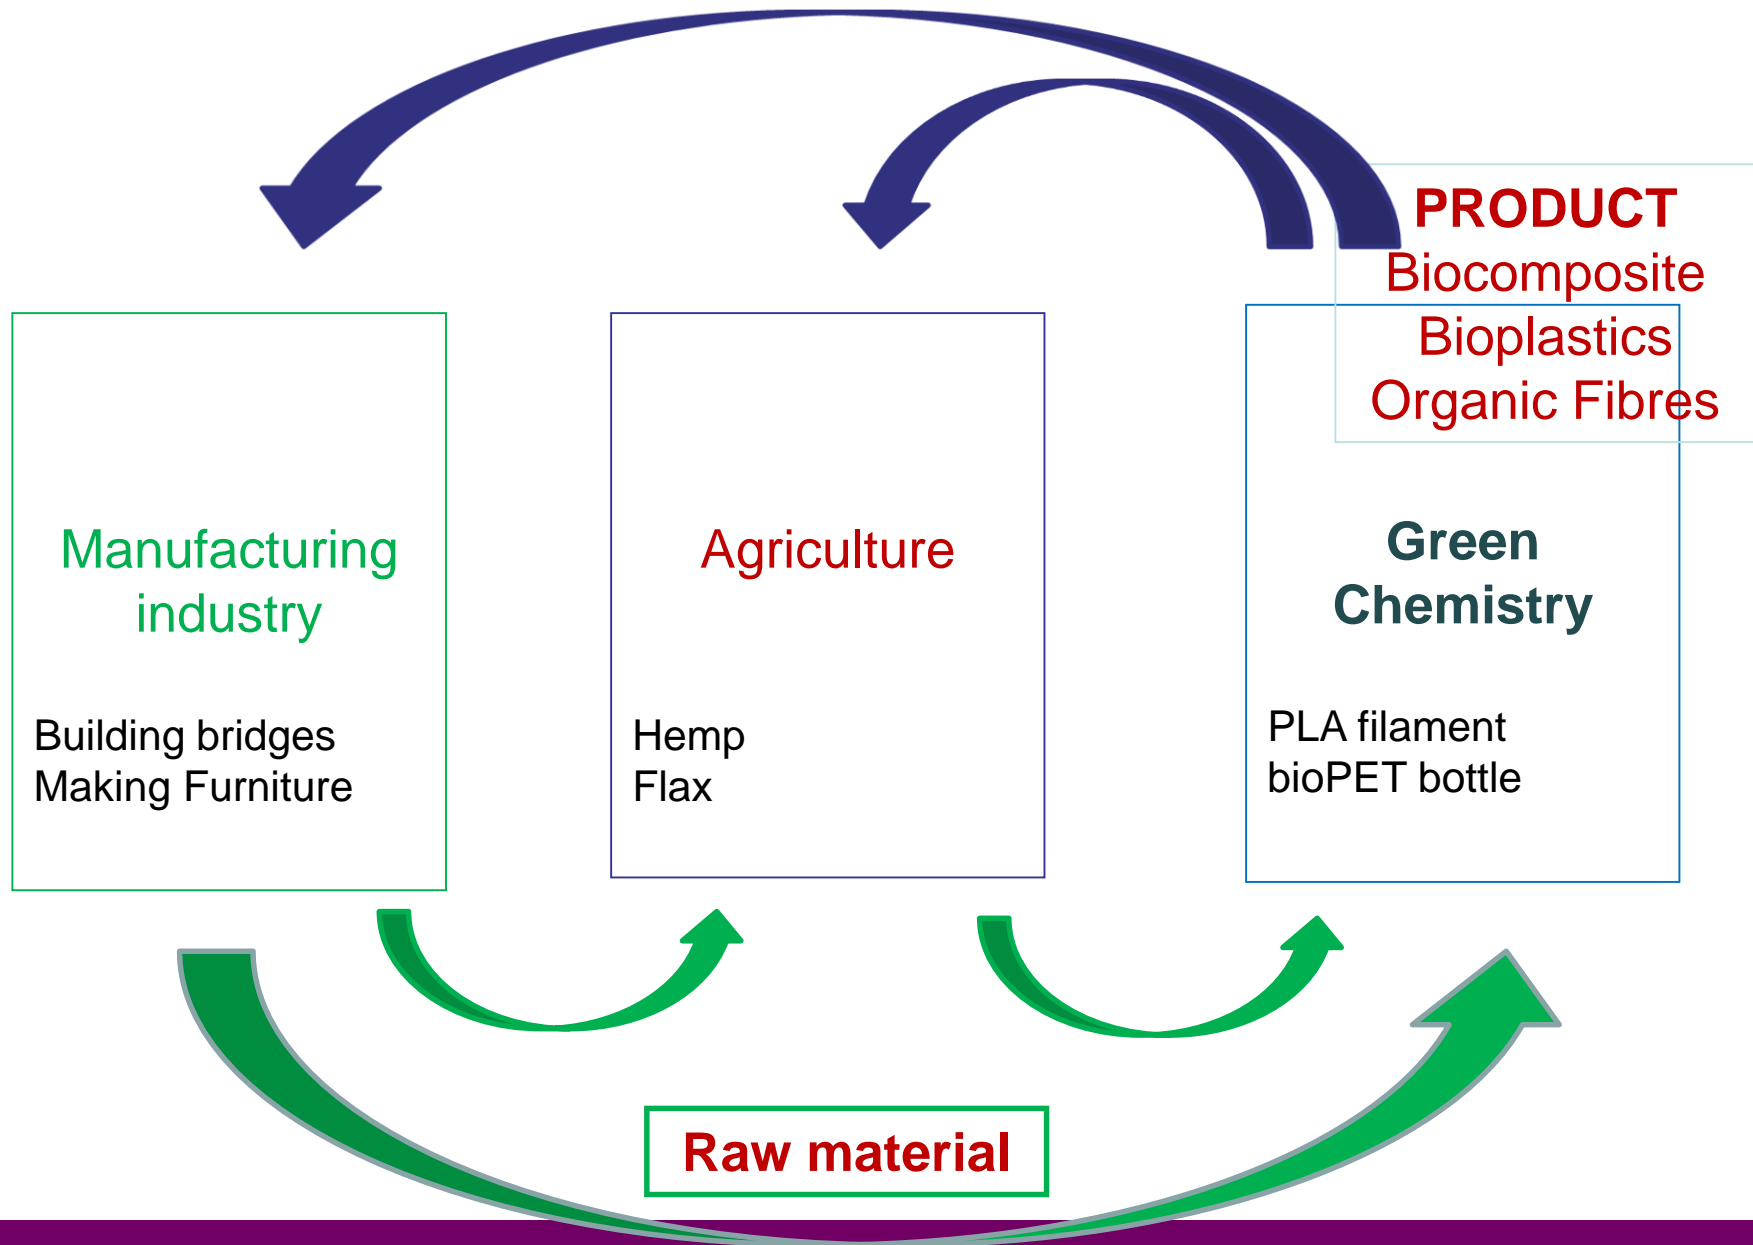 PRODUCT
Biocomposite
Bioplastics
Organic Fibres
Manufacturing
industry
Building bridges
Making Furniture
Agriculture
Hemp
Flax
Green
Chemistry
PLA filament
bioPET bottle
Raw material